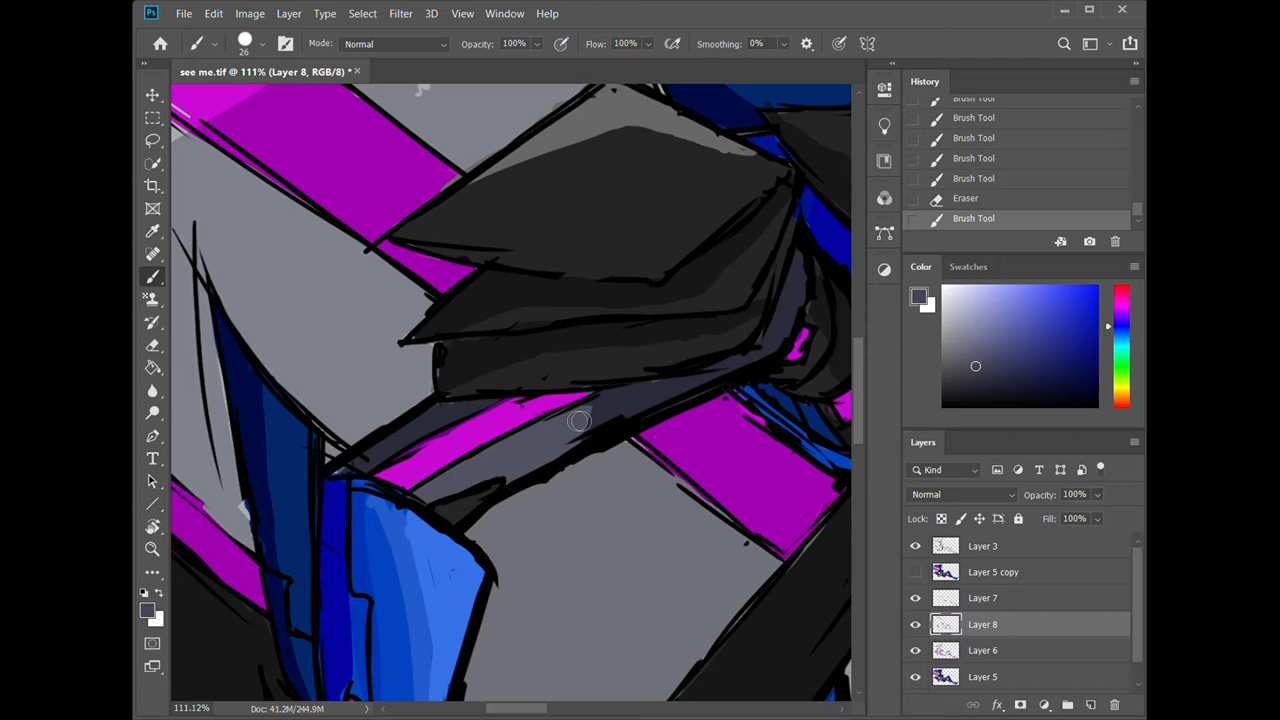 Ps File Edit Image Layer Type Select Filter 3D View Window Help
26 Mode: Normal Opacity: 100% Flow: 100% Smoothing: 0%
see me.tif @ 111% (Layer 8, RGB/8) *
History
Brush Tool
Brush Tool
Brush Tool
Brush Tool
Brush Tool
Eraser
Brush Tool
Color Swatches
Layers
Kind
Normal Opacity: 100%
Lock: Fill: 100%
Layer 3
Layer 5 copy
Layer 7
Layer 8
Layer 6
Layer 5
fx
111.12% Doc: 41.2M/244.9M